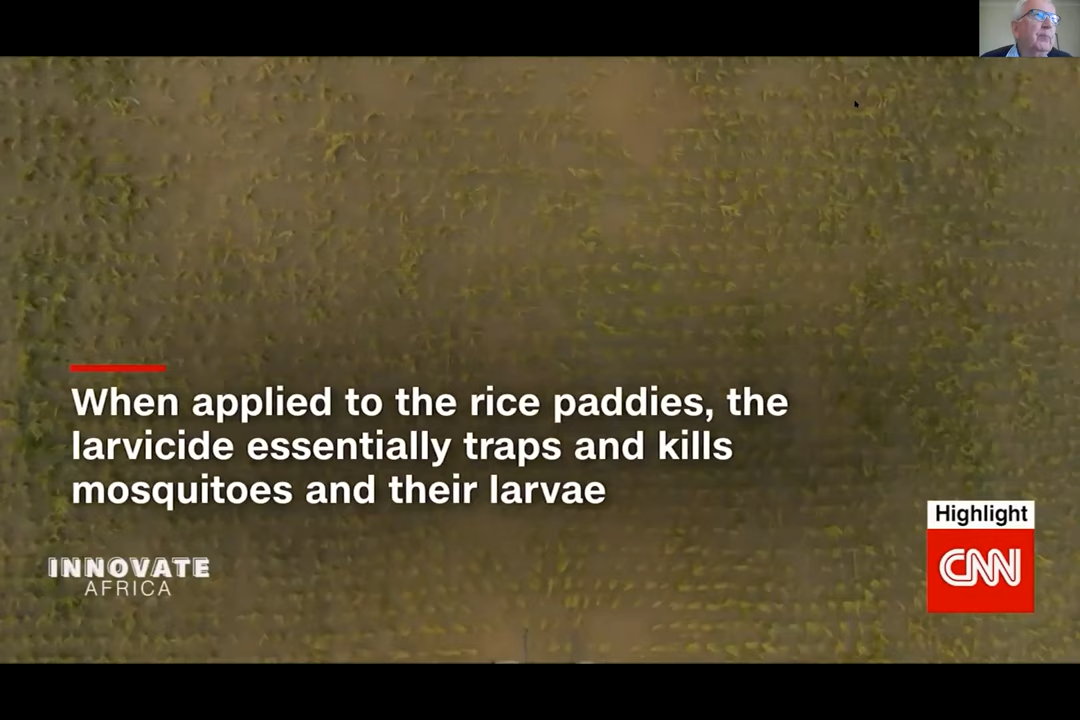 When applied to the rice paddies, the
larvicide essentially traps and kills
mosquitoes and their larvae
Highlight
CNN
INNOVATE
AFRICA